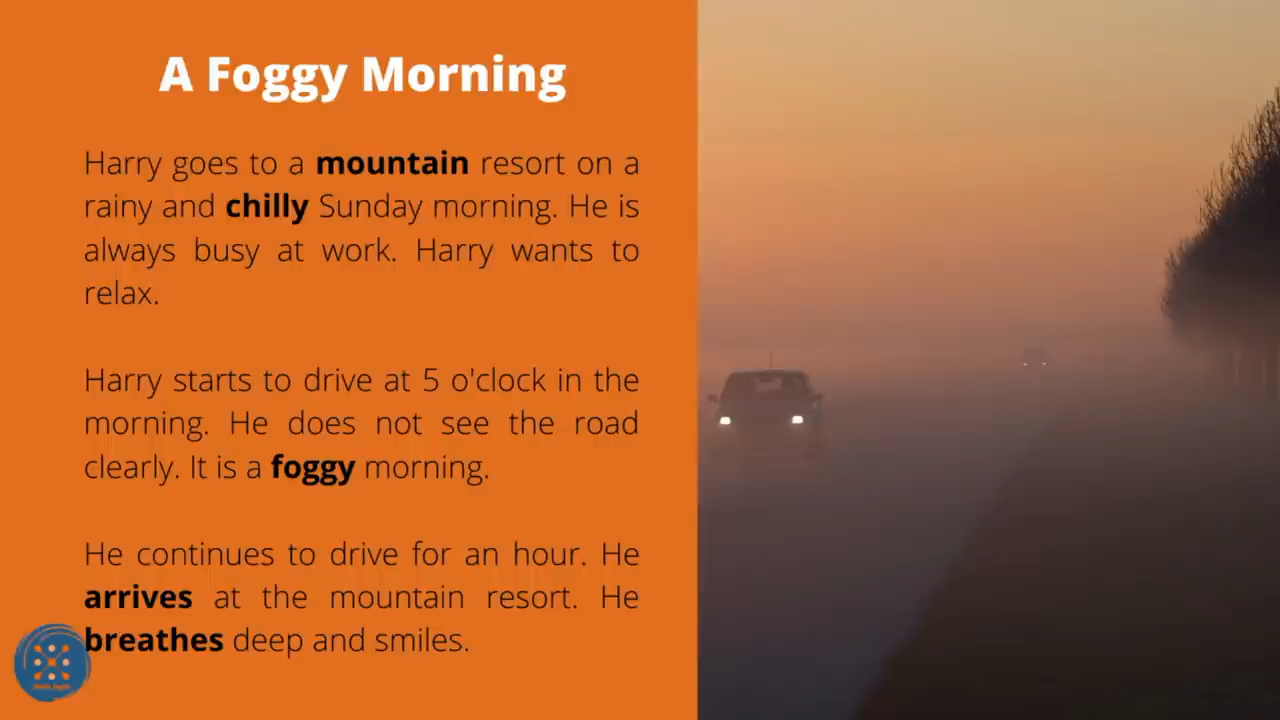 A Foggy Morning
Harry goes to a mountain resort on a
rainy and chilly Sunday morning. He is
always busy at work. Harry wants to
relax.
Harry starts to drive at 5 o'clock in the
morning. He does not see the road
clearly. It is a foggy morning.
He continues to drive for an hour. He
arrives at the mountain resort. He
breathes deep and smiles.